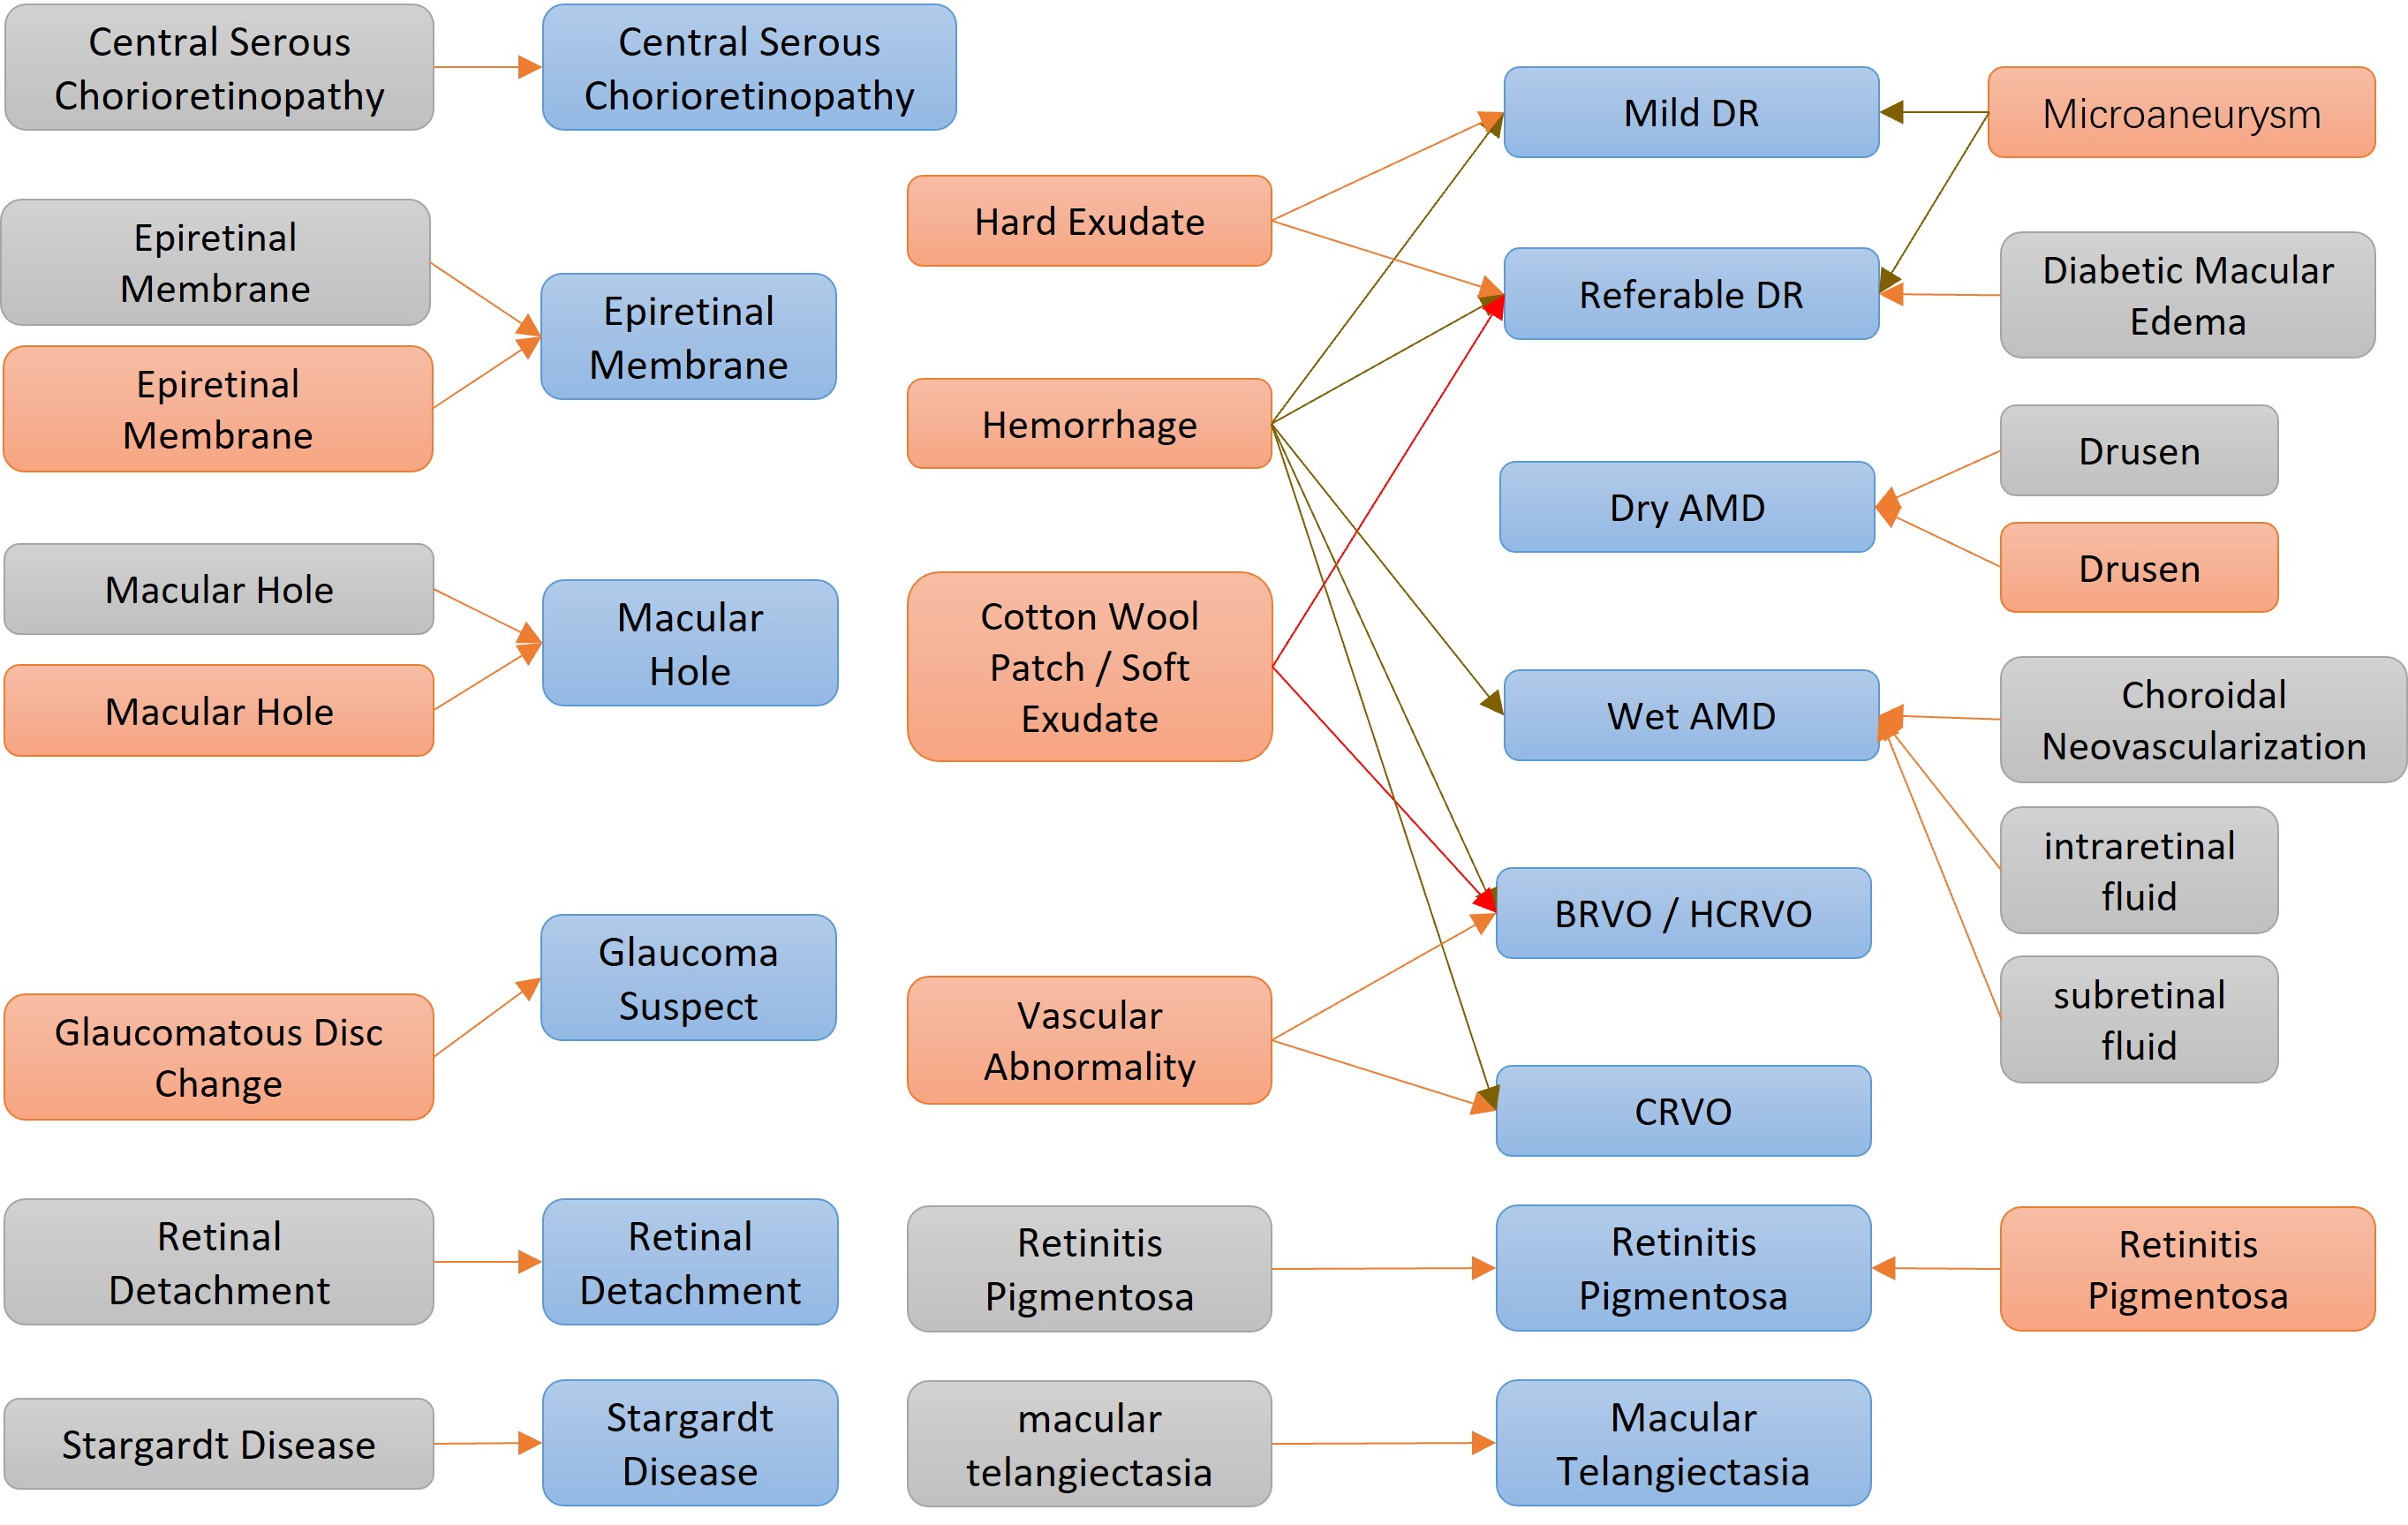 Central Serous
Chorioretinopathy
Central Serous
Chorioretinopathy
Epiretinal
Membrane
Epiretinal
Membrane
Epiretinal
Membrane
Macular Hole
Macular Hole
Macular
Hole
Glaucomatous Disc
Change
Glaucoma
Suspect
Retinal
Detachment
Retinal
Detachment
Stargardt Disease
Stargardt
Disease
Hard Exudate
Hemorrhage
Cotton Wool
Patch / Soft
Exudate
Vascular
Abnormality
Retinitis
Pigmentosa
macular
telangiectasia
Mild DR
Referable DR
Dry AMD
Wet AMD
BRVO / HCRVO
CRVO
Retinitis
Pigmentosa
Macular
Telangiectasia
Microaneurysm
Diabetic Macular
Edema
Drusen
Drusen
Choroidal
Neovascularization
intraretinal
fluid
subretinal
fluid
Retinitis
Pigmentosa